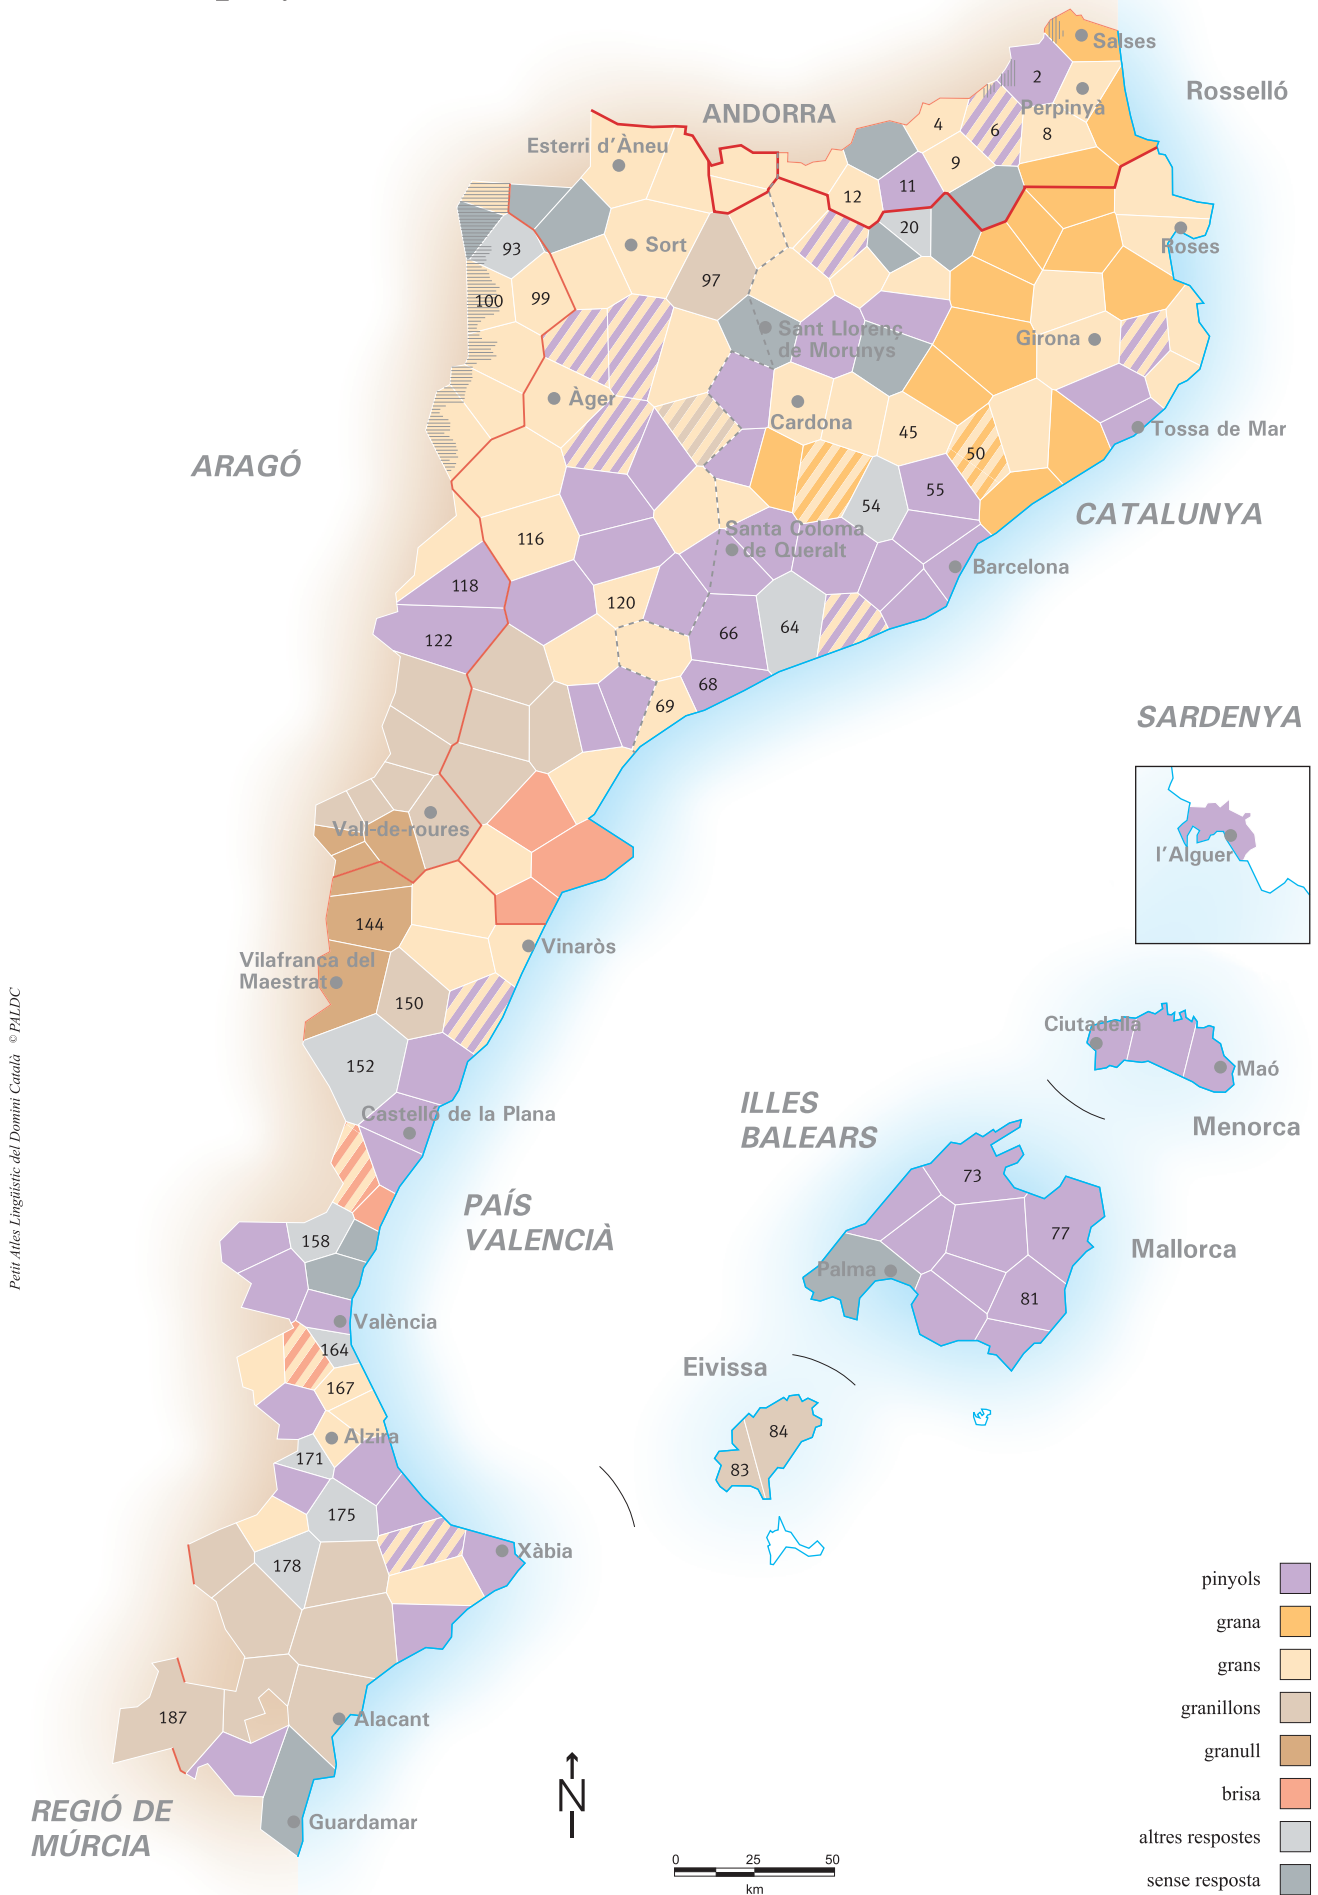 Salses
2
Rosselló
ANDORRA
Perpinyà
4
6
8
Esterri d'Àneu
9
11
12
20
Sort
Roses
93
97
100
99
Sant Llorenç
de Morunys
Girona
Àger
Cardona
45
Tossa de Mar
50
ARAGÓ
55
54
CATALUNYA
Santa Coloma
de Queralt
116
Barcelona
118
120
66
64
122
68
69
SARDENYA
Vall-de-roures
l'Alguer
144
Vinaròs
Vilafranca del
Maestrat
150
Ciutadella
152
Maó
ILLES
BALEARS
Castelló de la Plana
Menorca
73
PAÍS
VALENCIÀ
77
158
Mallorca
Palma
81
València
164
Eivissa
167
84
Alzira
171
83
175
Xàbia
178
187
Alacant
REGIÓ DE
MÚRCIA
Guardamar
N
0 25 50
km
pinyols
grana
grans
granillons
granull
brisa
altres respostes
sense resposta
Petit Atles Lingüístic del Domini Català © PALDC